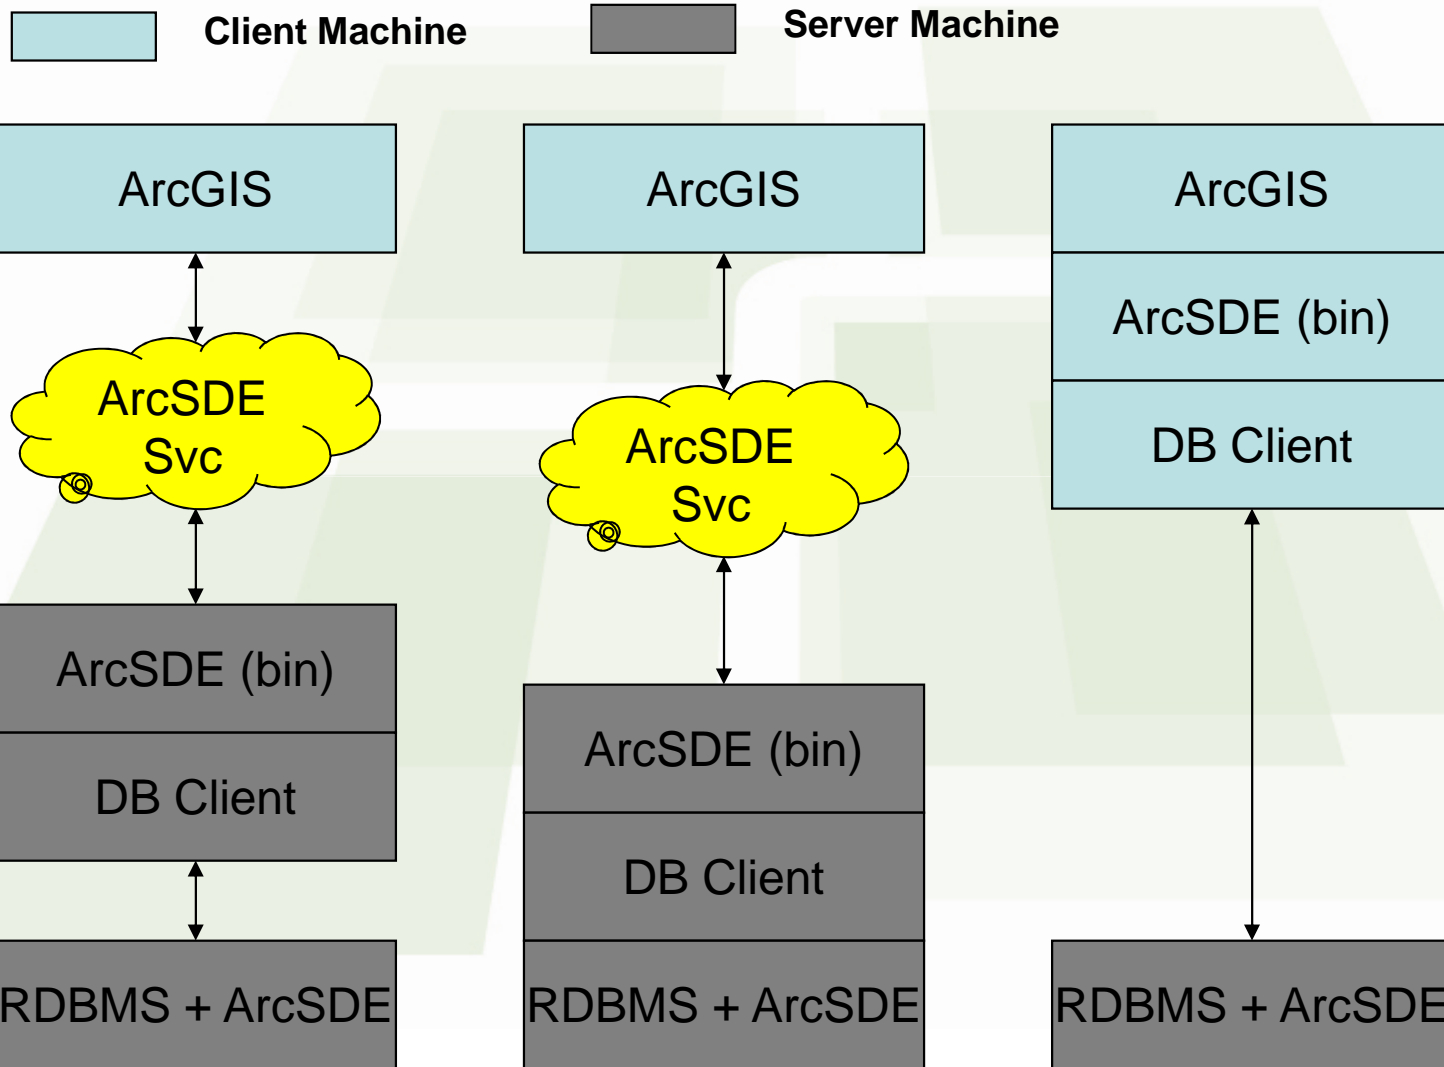 Client Machine
Server Machine
ArcGIS
ArcSDE
Svc
ArcSDE (bin)
DB Client
RDBMS + ArcSDE
ArcGIS
ArcSDE
Svc
ArcSDE (bin)
DB Client
RDBMS + ArcSDE
ArcGIS
ArcSDE (bin)
DB Client
RDBMS + ArcSDE